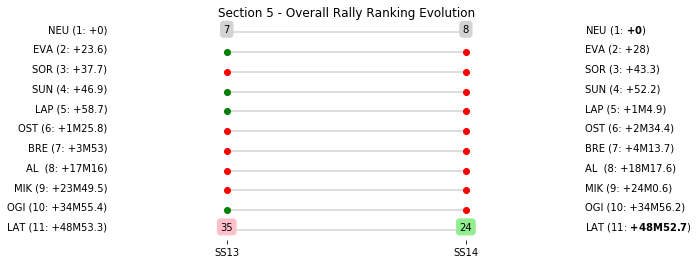 Section 5 - Overall Rally Ranking Evolution
NEU (1: +0) 7 8 NEU (1: +0)
EVA (2: +23.6) EVA (2: +28)
SOR (3: +37.7) SOR (3: +43.3)
SUN (4: +46.9) SUN (4: +52.2)
LAP (5: +58.7) LAP (5: +1M4.9)
OST (6: +1M25.8) OST (6: +2M34.4)
BRE (7: +3M53) BRE (7: +4M13.7)
AL (8: +17M16) AL (8: +18M17.6)
MIK (9: +23M49.5) MIK (9: +24M0.6)
OGI (10: +34M55.4) OGI (10: +34M56.2)
LAT (11: +48M53.3) 35 24 LAT (11: +48M52.7)
SS13 SS14